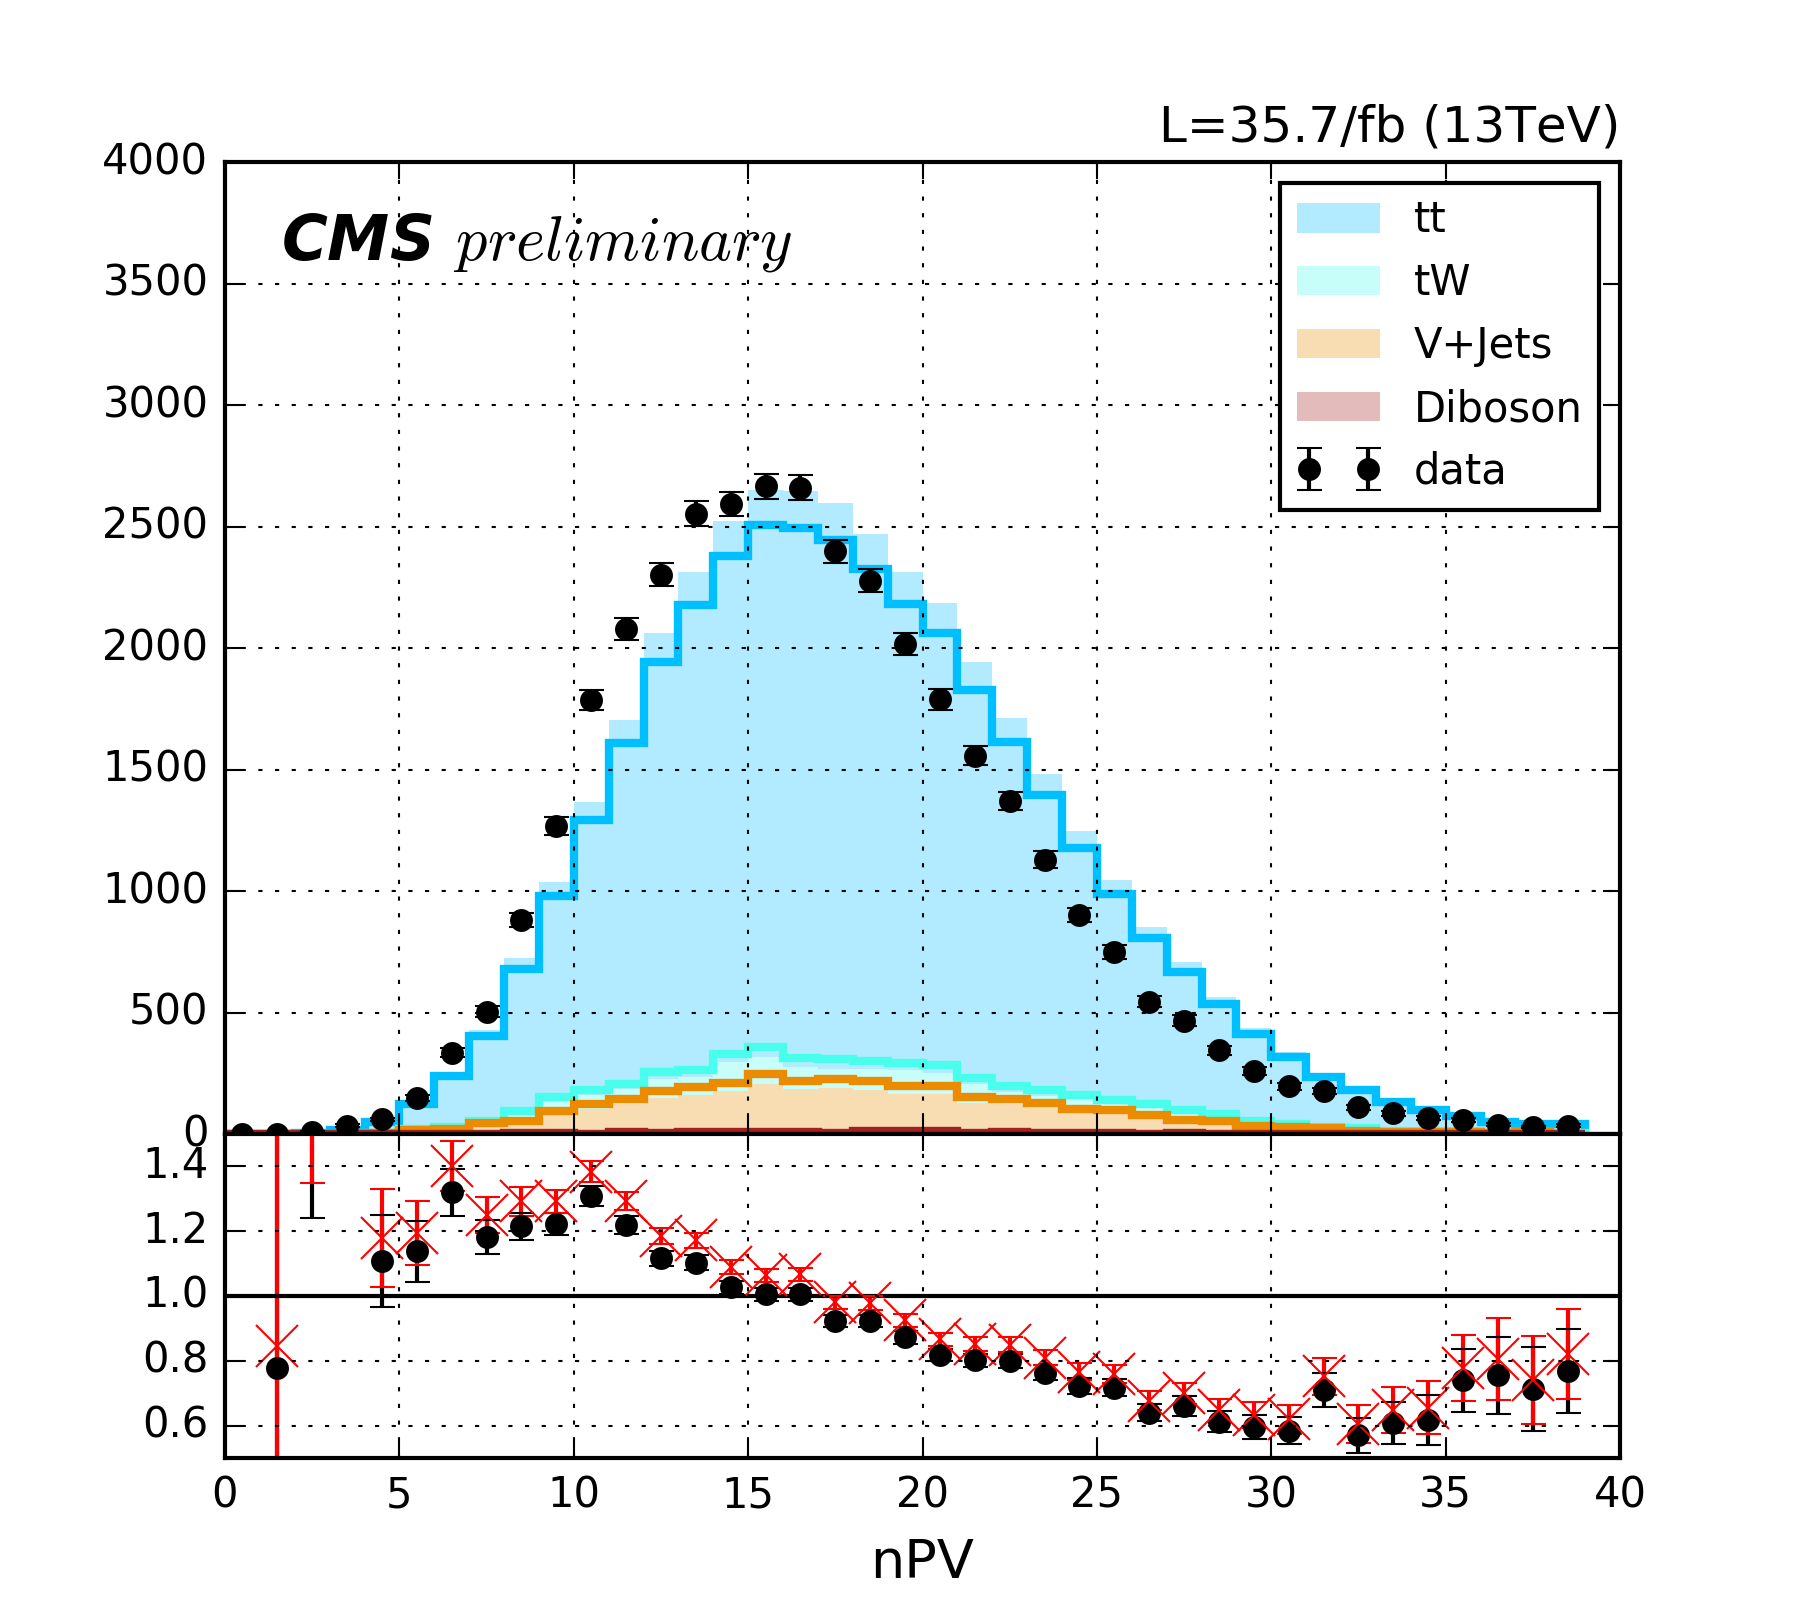 L=35.7/fb (13TeV)
CMS preliminary
tt
tW
V+Jets
Diboson
data
4000
3500
3000
2500
2000
1500
1000
500
0
1.4
1.2
1.0
0.8
0.6
0 5 10 15 20 25 30 35 40
nPV